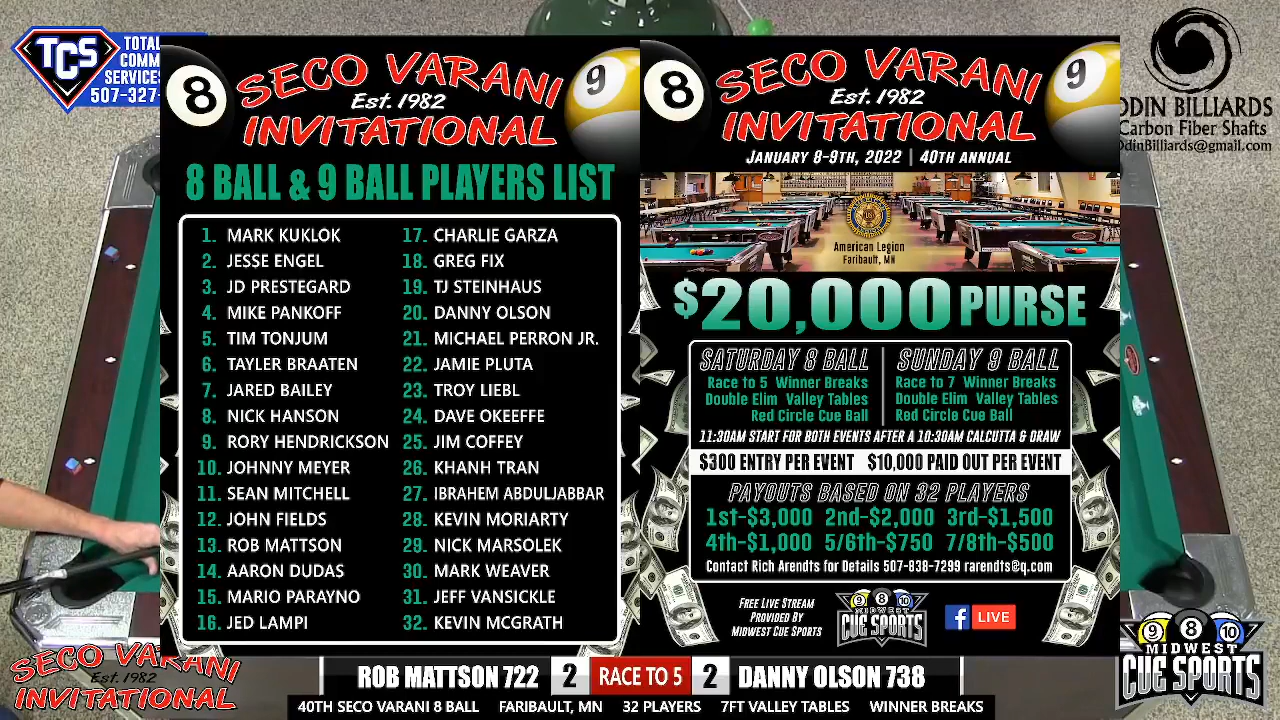 TCS
TOTAL
COMM
SERVICES
507-327-
8
9
SECO VARANI
Est. 1982
INVITATIONAL
8 BALL & 9 BALL PLAYERS LIST
1. MARK KUKLOK
2. JESSE ENGEL
3. JD PRESTEGARD
4. MIKE PANKOFF
5. TIM TONJUM
6. TAYLER BRAATEN
7. JARED BAILEY
8. NICK HANSON
9. RORY HENDRICKSON
10. JOHNNY MEYER
11. SEAN MITCHELL
12. JOHN FIELDS
13. ROB MATTSON
14. AARON DUDAS
15. MARIO PARAYNO
16. JED LAMPI
17. CHARLIE GARZA
18. GREG FIX
19. TJ STEINHAUS
20. DANNY OLSON
21. MICHAEL PERRON JR.
22. JAMIE PLUTA
23. TROY LIEBL
24. DAVE OKEEFFE
25. JIM COFFEY
26. KHANH TRAN
27. IBRAHEM ABDULJABBAR
28. KEVIN MORIARTY
29. NICK MARSOLEK
30. MARK WEAVER
31. JEFF VANSICKLE
32. KEVIN MCGRATH
8
9
SECO VARANI
Est. 1982
INVITATIONAL
JANUARY 8-9TH, 2022 | 40TH ANNUAL
American Legion
Faribault, MN
$20,000 PURSE
SATURDAY 8 BALL
Race to 5 Winner Breaks
Double Elim Valley Tables
Red Circle Cue Ball
SUNDAY 9 BALL
Race to 7 Winner Breaks
Double Elim Valley Tables
Red Circle Cue Ball
11:30AM START FOR BOTH EVENTS AFTER A 10:30AM CALCUTTA & DRAW
$300 ENTRY PER EVENT $10,000 PAID OUT PER EVENT
PAYOUTS BASED ON 32 PLAYERS
1st-$3,000 2nd-$2,000 3rd-$1,500
4th-$1,000 5/6th-$750 7/8th-$500
Contact Rich Arendts for Details 507-838-7299 rarendts@q.com
FREE LIVE STREAM
PROVIDED BY
MIDWEST CUE SPORTS
9 8 10
MIDWEST
CUE SPORTS
f LIVE
ODIN BILLIARDS
Carbon Fiber Shafts
OdinBilliards@gmail.com
SECO VARANI
Est. 1982
INVITATIONAL
ROB MATTSON 722 2 RACE TO 5 2 DANNY OLSON 738
40TH SECO VARANI 8 BALL FARIBAULT, MN 32 PLAYERS 7FT VALLEY TABLES WINNER BREAKS
9 8 10
MIDWEST
CUE SPORTS